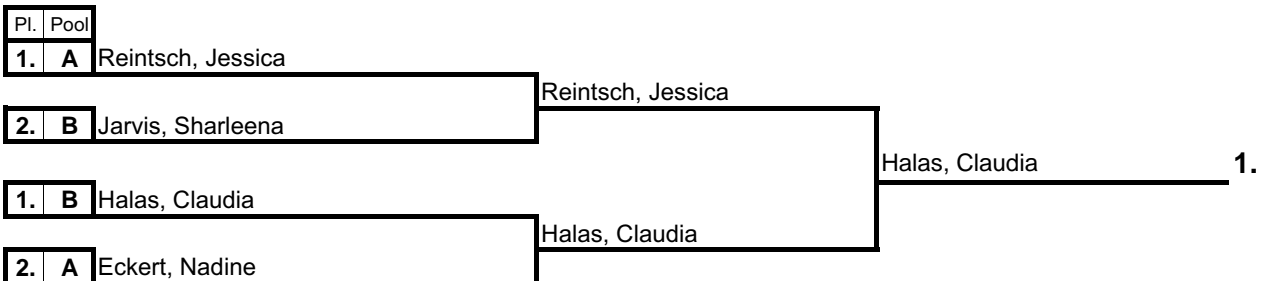 Pl. Pool
1. A Reintsch, Jessica
Reintsch, Jessica
2. B Jarvis, Sharleena
Halas, Claudia 1.
1. B Halas, Claudia
Halas, Claudia
2. A Eckert, Nadine